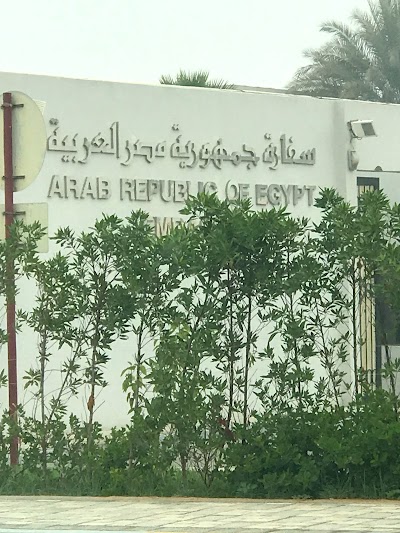 سفارة جمهورية مصر العربية
ARAB REPUBLIC OF EGYPT